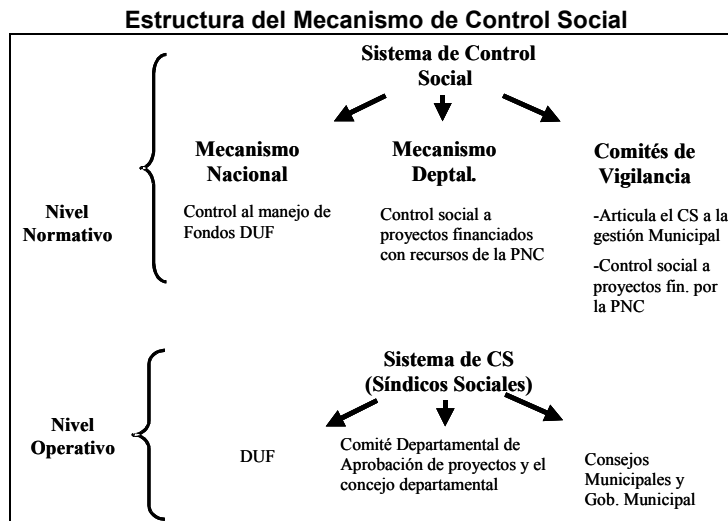 Estructura del Mecanismo de Control Social
Sistema de Control
Social
Nivel
Normativo
Mecanismo
Nacional
Control al manejo de
Fondos DUF
Mecanismo
Deptal.
Control social a
proyectos financiados
con recursos de la PNC
Comités de
Vigilancia
-Articula el CS a la
gestión Municipal
-Control social a
proyectos fin. por
la PNC
Sistema de CS
(Síndicos Sociales)
Nivel
Operativo
DUF
Comité Departamental de
Aprobación de proyectos y el
concejo departamental
Consejos
Municipales y
Gob. Municipal